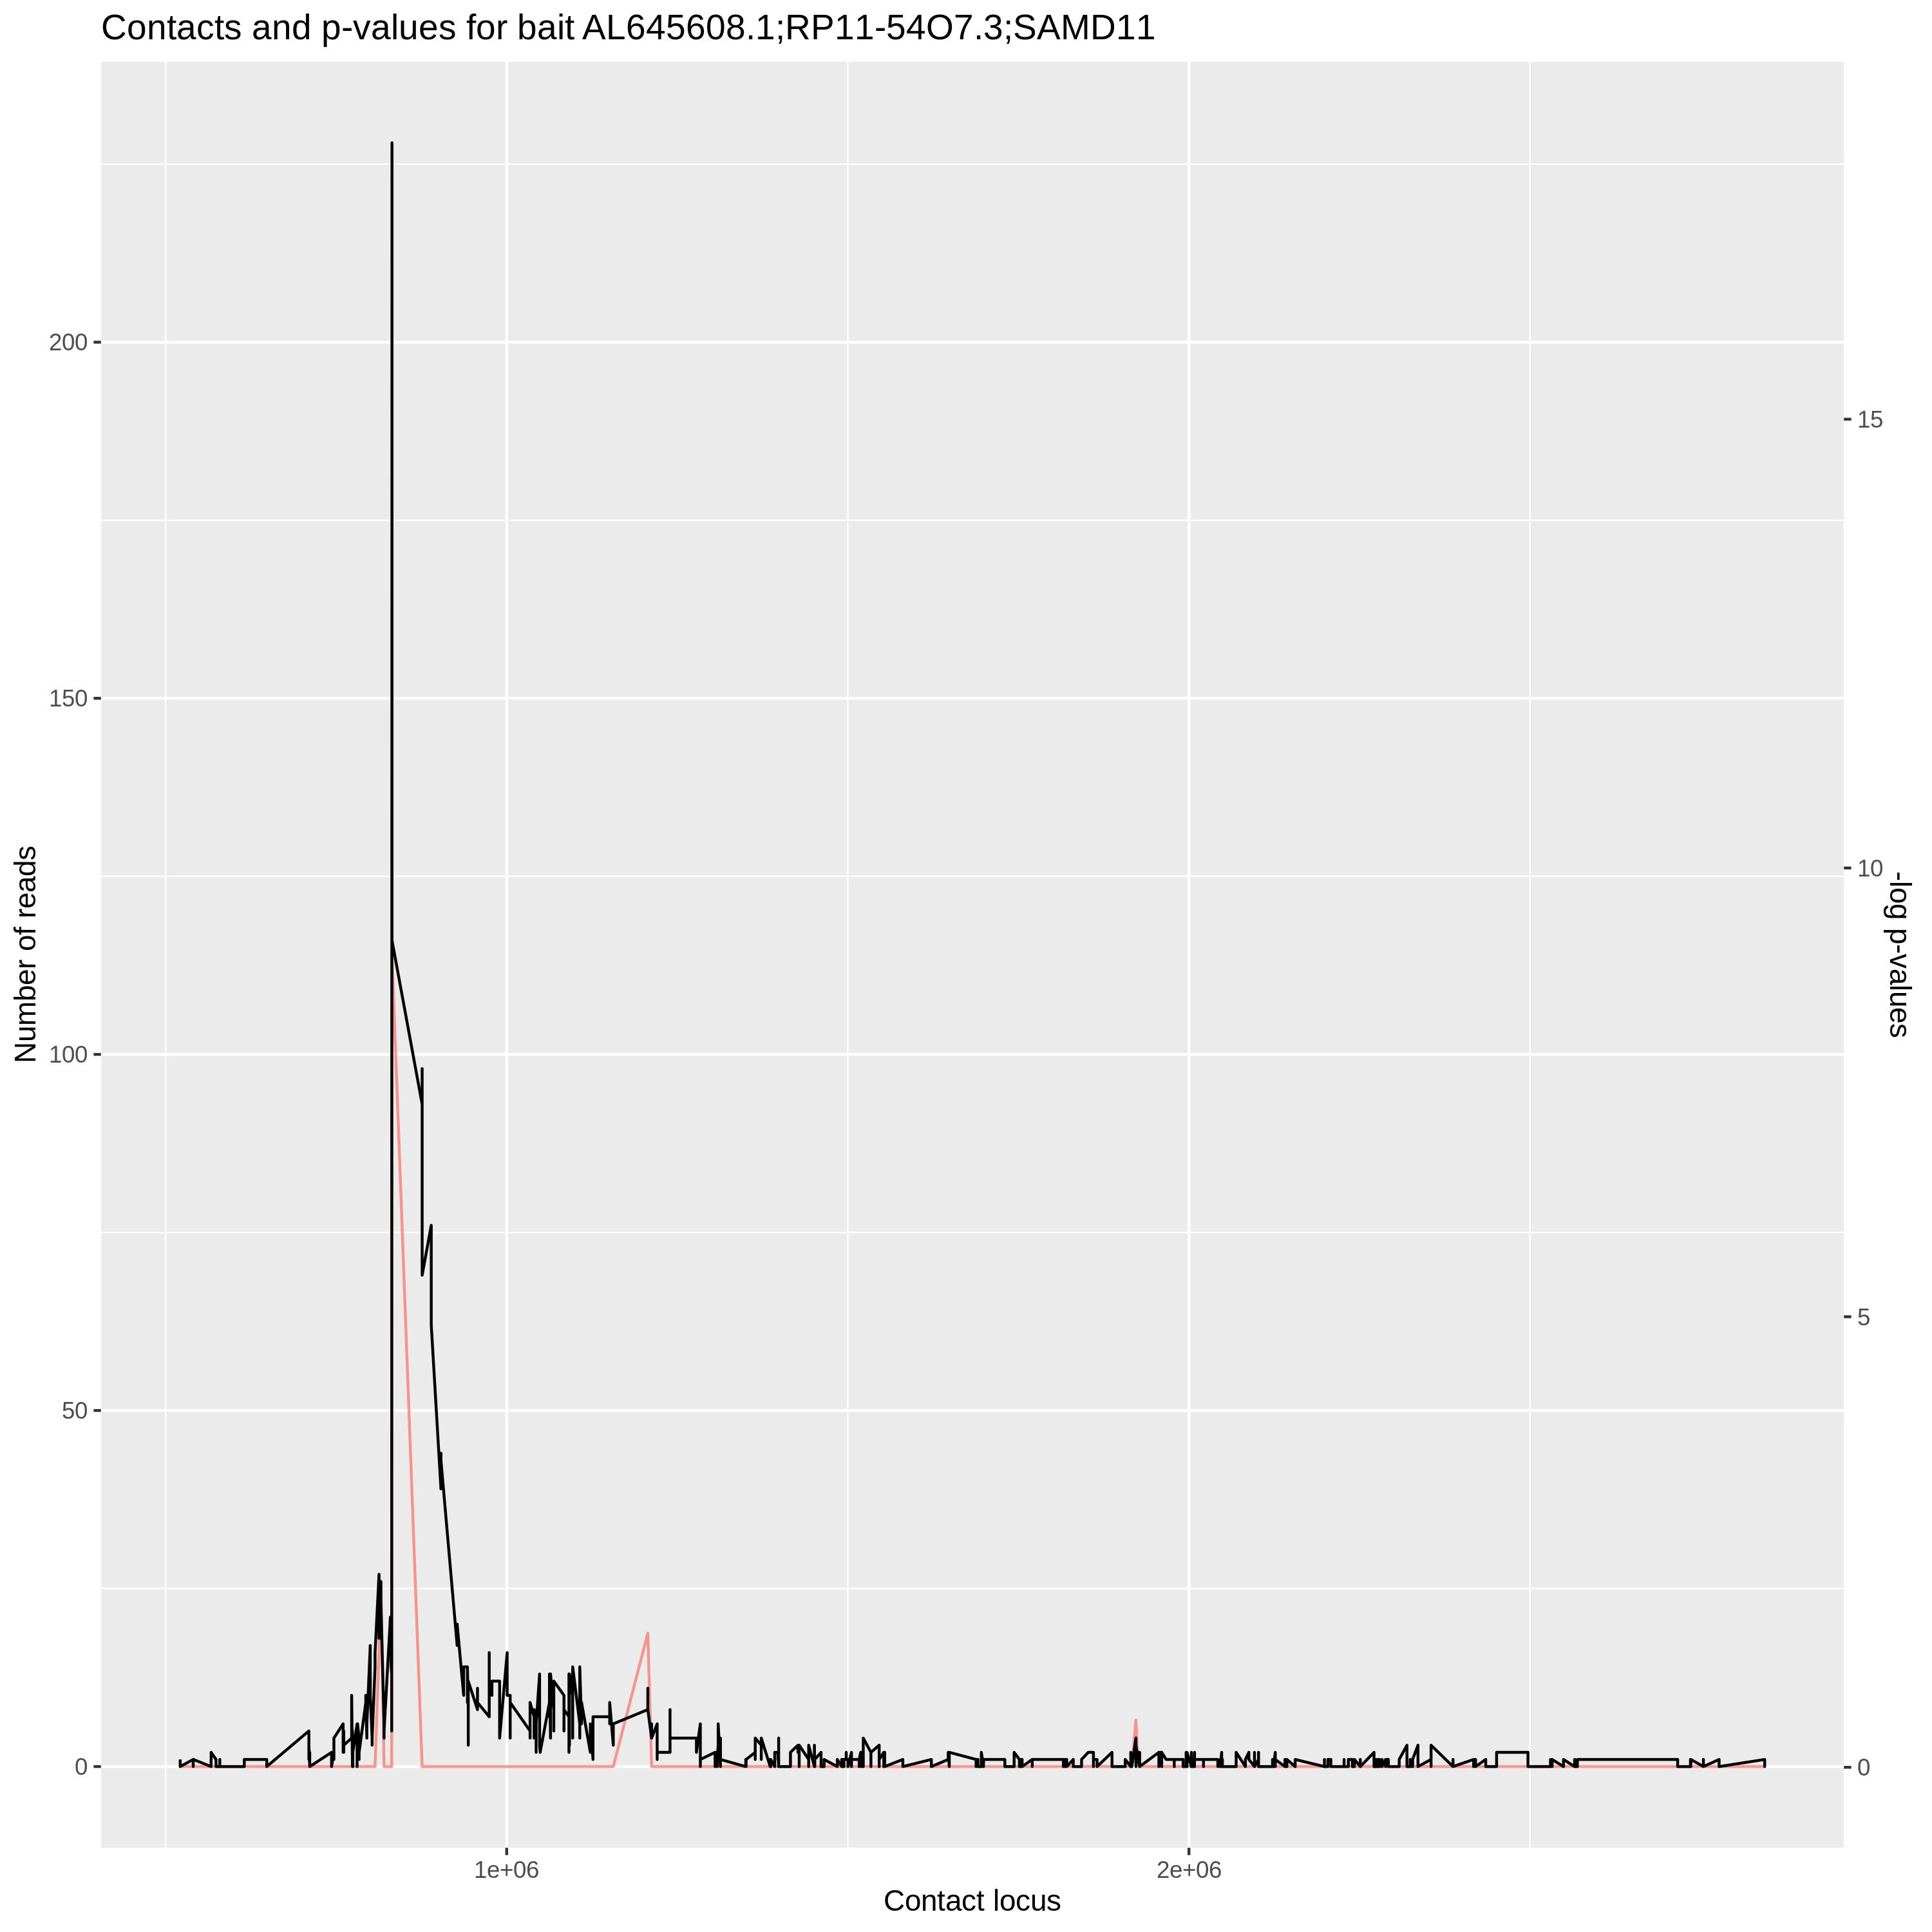 Contacts and p-values for bait AL645608.1;RP11-54O7.3;SAMD11
Number of reads
200
150
100
50
0
15
10
5
0
-log p-values
1e+06
2e+06
Contact locus